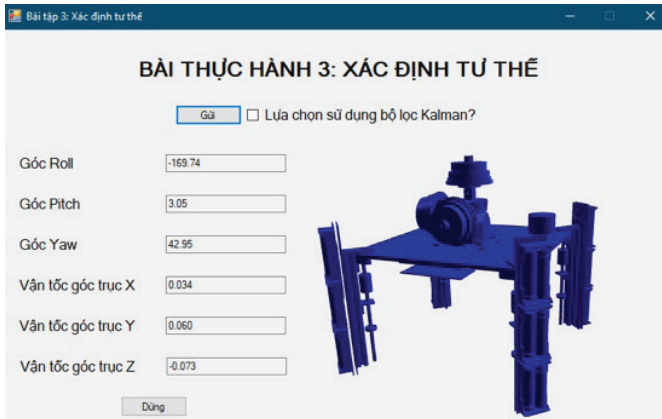 Bài tập 3: Xác định tư thế
BÀI THỰC HÀNH 3: XÁC ĐỊNH TƯ THẾ
Gửi Lựa chọn sử dụng bộ lọc Kalman?
Góc Roll -169.74
Góc Pitch 3.05
Góc Yaw 42.95
Vận tốc góc trục X 0.034
Vận tốc góc trục Y 0.060
Vận tốc góc trục Z -0.073
Dừng